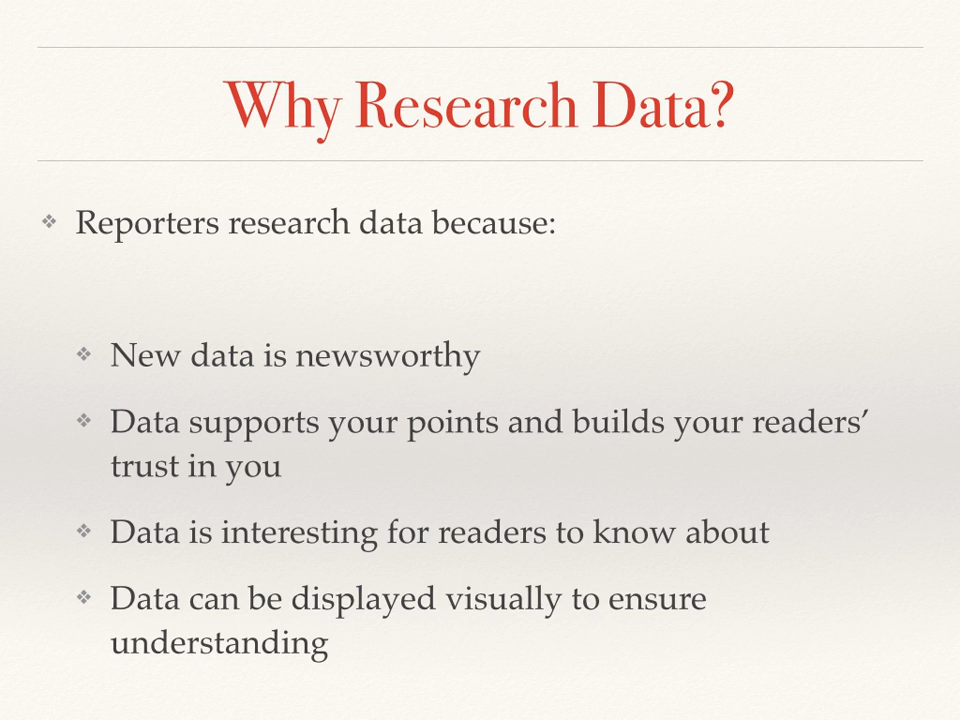 Why Research Data?
❖ Reporters research data because:
❖ New data is newsworthy
❖ Data supports your points and builds your readers’
trust in you
❖ Data is interesting for readers to know about
❖ Data can be displayed visually to ensure
understanding